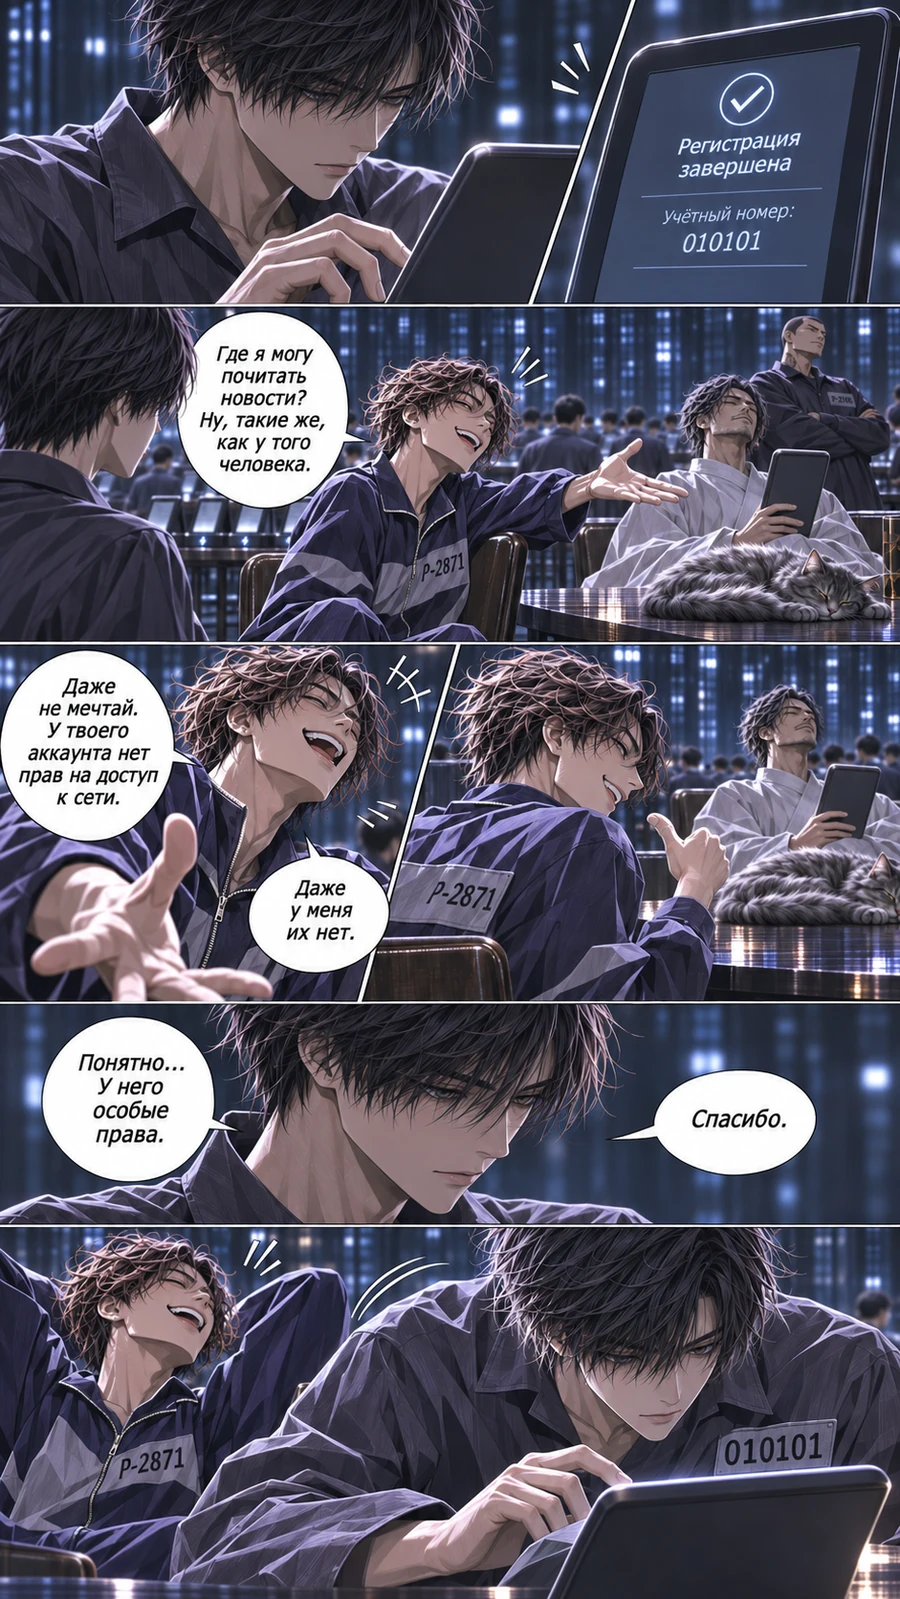 Регистрация
завершена
Учётный номер:
010101
Где я могу
почитать
новости?
Ну, такие же,
как у того
человека.
P-2871
Даже
не мечтай.
У твоего
аккаунта нет
прав на доступ
к сети.
Даже
у меня
их нет.
P-2871
Понятно...
У него
особые
права.
Спасибо.
P-2871
010101